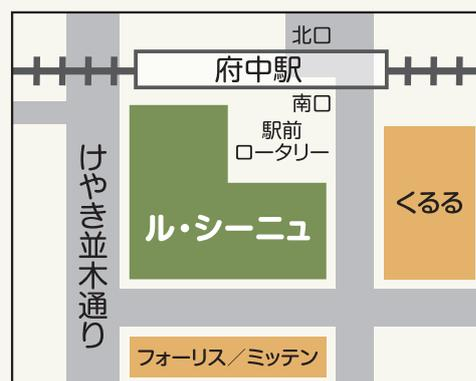 北口
府中駅
南口
駅前
ロータリー
けやき並木通り
ル・シーニュ
くるる
フォーリス／ミッテン